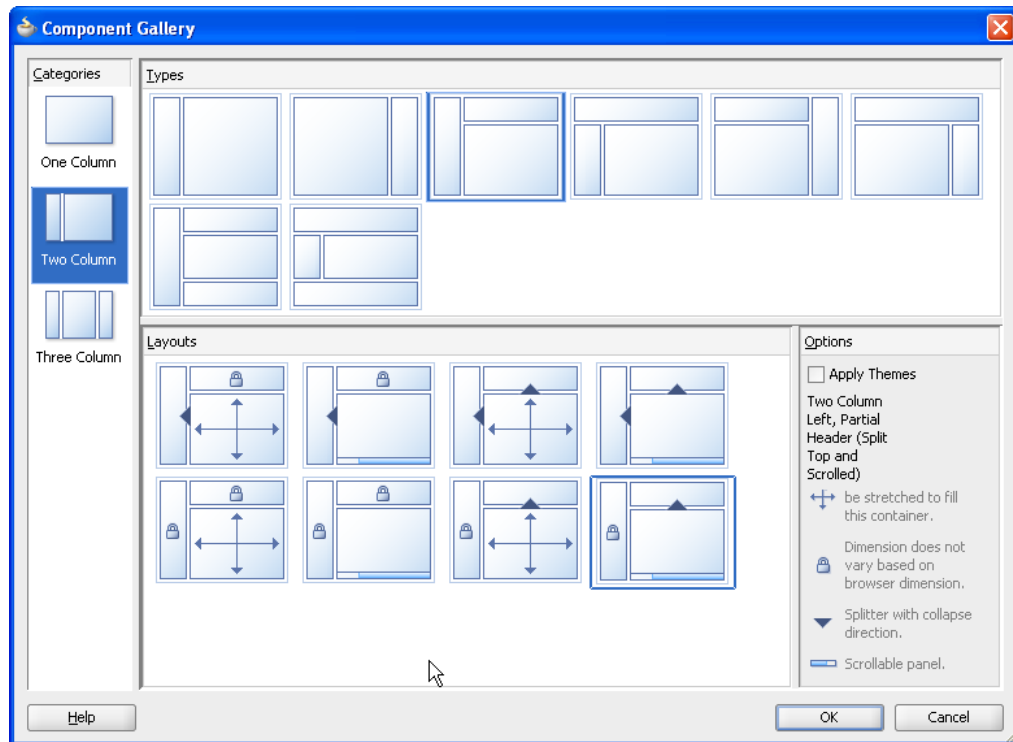 Component Gallery
Categories
One Column
Two Column
Three Column
Types
Layouts
Options
Apply Themes
Two Column
Left, Partial
Header (Split
Top and
Scrolled)
be stretched to fill
this container.
Dimension does not
vary based on
browser dimension.
Splitter with collapse
direction.
Scrollable panel.
Help
OK
Cancel